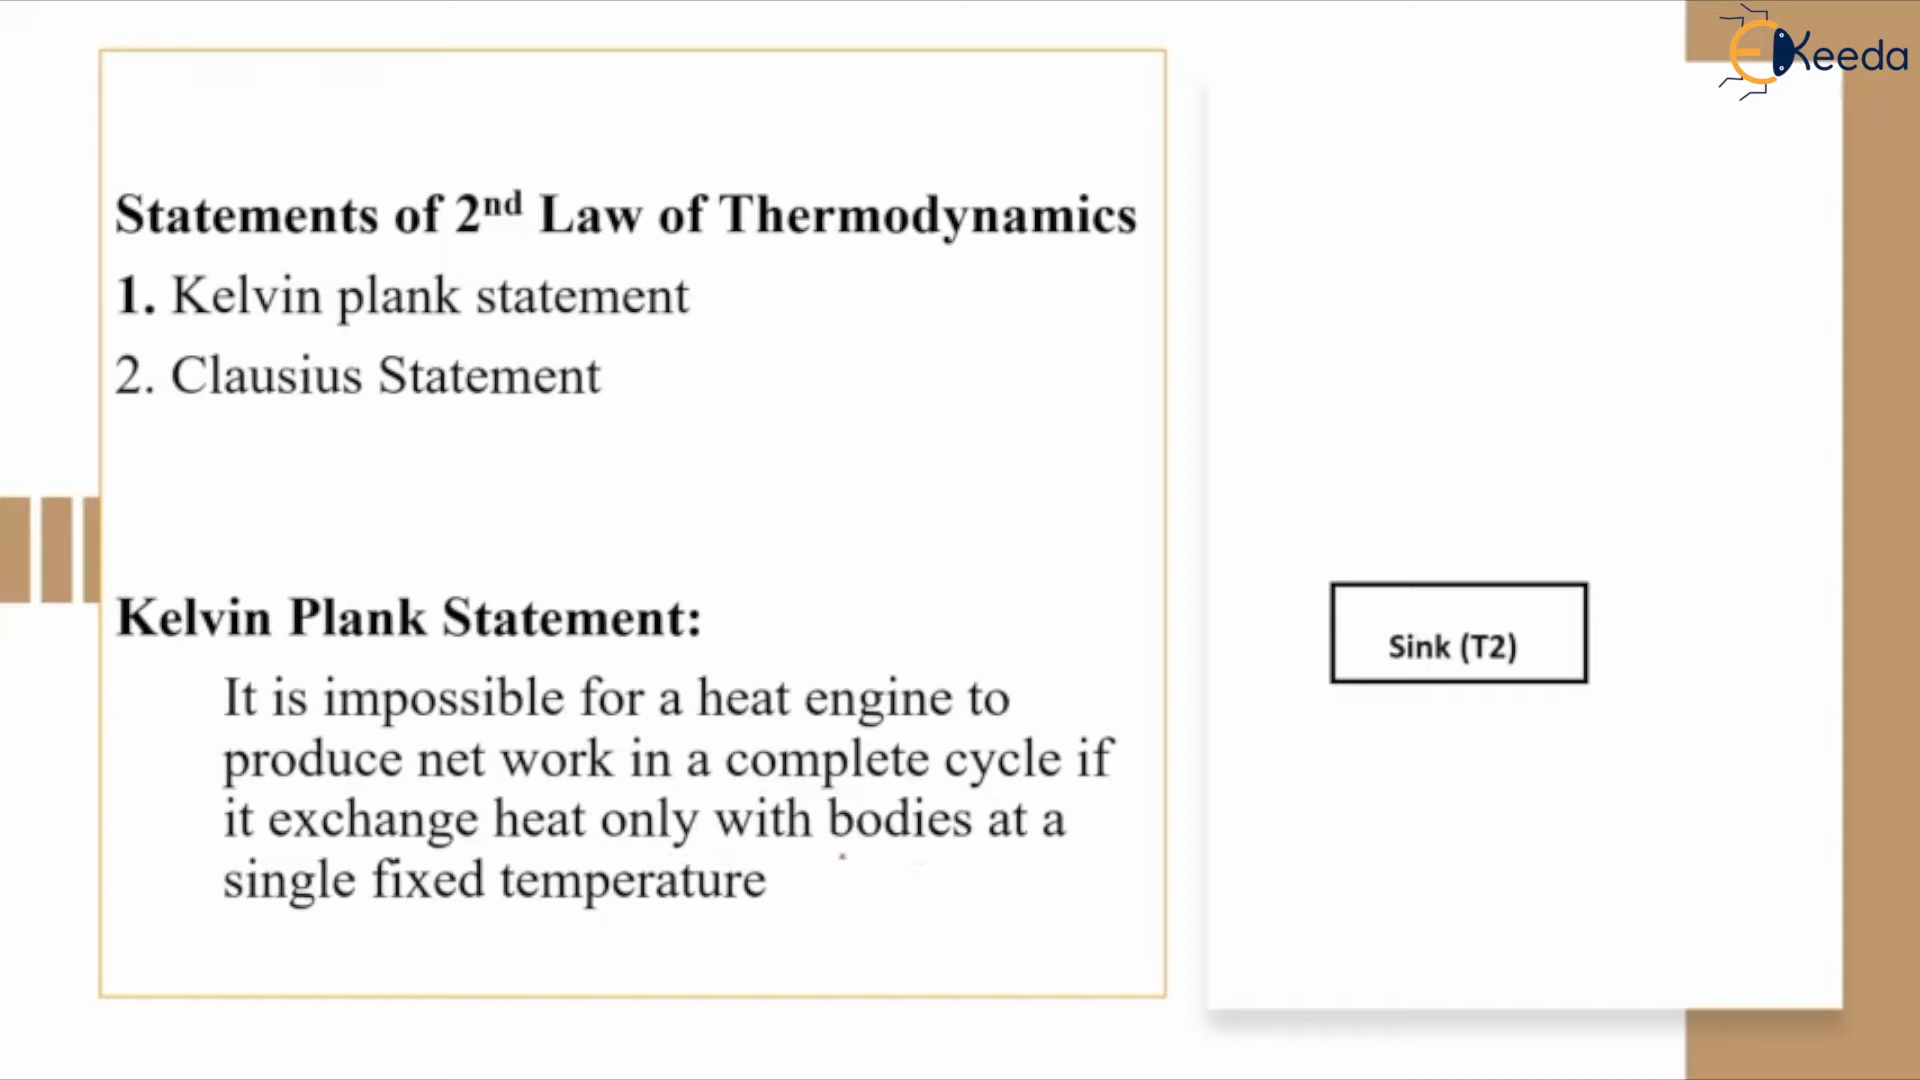 EKeeda
Statements of 2nd Law of Thermodynamics
1. Kelvin plank statement
2. Clausius Statement
Kelvin Plank Statement:
It is impossible for a heat engine to
produce net work in a complete cycle if
it exchange heat only with bodies at a
single fixed temperature
Sink (T2)